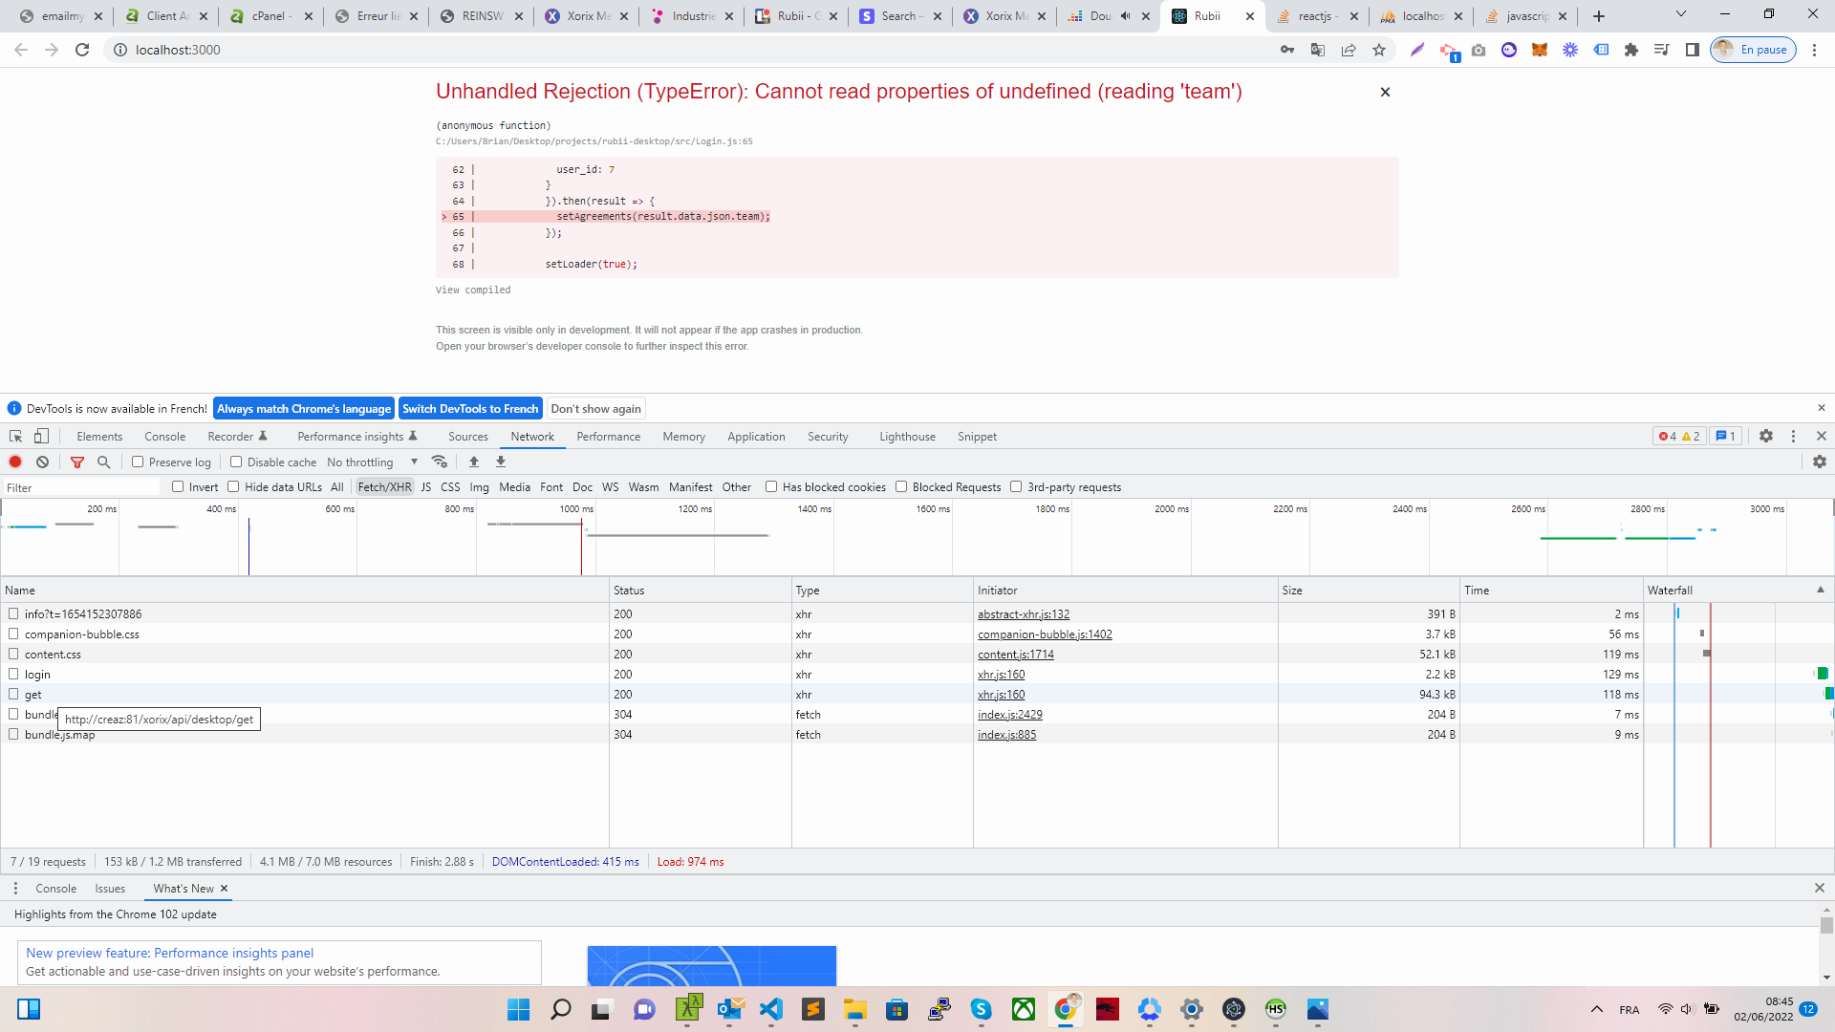 emailmy
Client A
cPanel -
Erreur lié
REINSW
Xorix Me
Industrie
Rubii - G
Search -
Xorix Me
Dou
Rubii
reactjs -
localhos
javascrip
localhost:3000
En pause
Unhandled Rejection (TypeError): Cannot read properties of undefined (reading 'team')
(anonymous function)
C:/Users/Brian/Desktop/projects/rubii-desktop/src/Login.js:65
62 | user_id: 7
63 | }
64 | }).then(result => {
> 65 | setAgreements(result.data.json.team);
66 | });
67 |
68 | setLoader(true);
View compiled
This screen is visible only in development. It will not appear if the app crashes in production.
Open your browser's developer console to further inspect this error.
DevTools is now available in French! Always match Chrome's language Switch DevTools to French Don't show again
Elements Console Recorder Performance insights Sources Network Performance Memory Application Security Lighthouse Snippet 4 2 1
Preserve log Disable cache No throttling
Filter Invert Hide data URLs All Fetch/XHR JS CSS Img Media Font Doc WS Wasm Manifest Other Has blocked cookies Blocked Requests 3rd-party requests
200 ms 400 ms 600 ms 800 ms 1000 ms 1200 ms 1400 ms 1600 ms 1800 ms 2000 ms 2200 ms 2400 ms 2600 ms 2800 ms 3000 ms
Name Status Type Initiator Size Time Waterfall
info?t=1654152307886 200 xhr abstract-xhr.js:132 391 B 2 ms
companion-bubble.css 200 xhr companion-bubble.js:1402 3.7 kB 56 ms
content.css 200 xhr content.js:1714 52.1 kB 119 ms
login 200 xhr xhr.js:160 2.2 kB 129 ms
get 200 xhr xhr.js:160 94.3 kB 118 ms
bundle 304 fetch index.js:2429 204 B 7 ms
http://creaz:81/xorix/api/desktop/get
bundle.js.map 304 fetch index.js:885 204 B 9 ms
7 / 19 requests 153 kB / 1.2 MB transferred 4.1 MB / 7.0 MB resources Finish: 2.88 s DOMContentLoaded: 415 ms Load: 974 ms
Console Issues What's New
Highlights from the Chrome 102 update
New preview feature: Performance insights panel
Get actionable and use-case-driven insights on your website's performance.
FRA
08:45
02/06/2022
12
HS